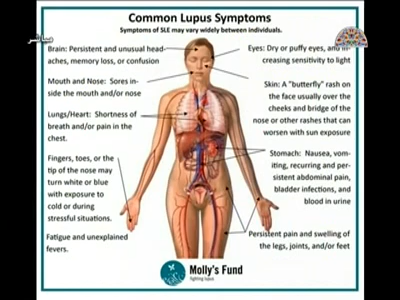 Common Lupus Symptoms
Symptoms of SLE may vary widely between individuals.
مباشر
Brain: Persistent and unusual head-
aches, memory loss, or confusion
Mouth and Nose: Sores in-
side the mouth and/or nose
Lungs/Heart: Shortness of
breath and/or pain in the
chest.
Fingers, toes, or the
tip of the nose may
turn white or blue
with exposure to
cold or during
stressful situations.
Fatigue and unexplained
fevers.
Eyes: Dry or puffy eyes, and in-
creasing sensitivity to light
Skin: A "butterfly" rash on
the face usually over the
cheeks and bridge of the
nose or other rashes that can
worsen with sun exposure
Stomach: Nausea, vom-
iting, recurring and per-
sistent abdominal pain,
bladder infections, and
blood in urine
Persistent pain and swelling of
the legs, joints, and/or feet
Molly's Fund
fighting lupus